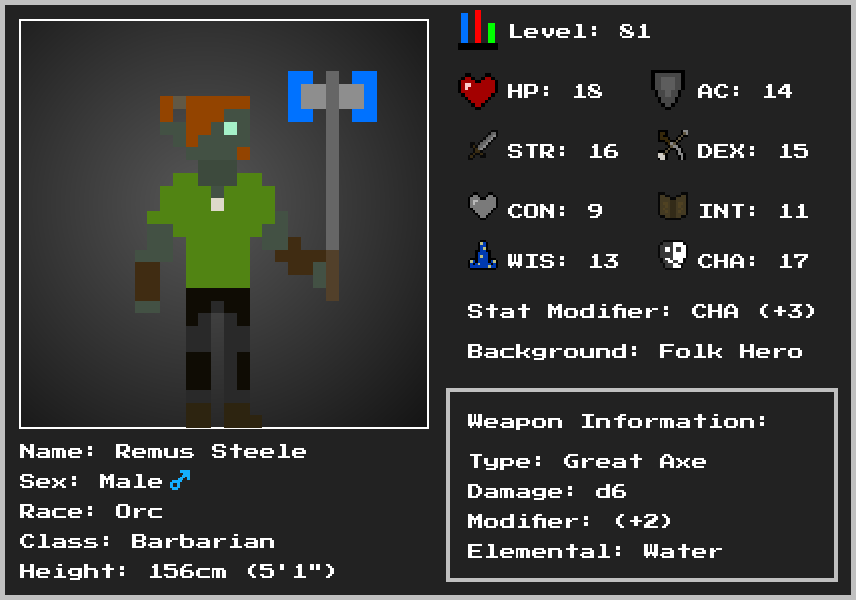 Level: 81
HP: 18
AC: 14
STR: 16
DEX: 15
CON: 9
INT: 11
WIS: 13
CHA: 17
Stat Modifier: CHA (+3)
Background: Folk Hero
Weapon Information:
Type: Great Axe
Damage: d6
Modifier: (+2)
Elemental: Water
Name: Remus Steele
Sex: Male ♂
Race: Orc
Class: Barbarian
Height: 156cm (5'1")